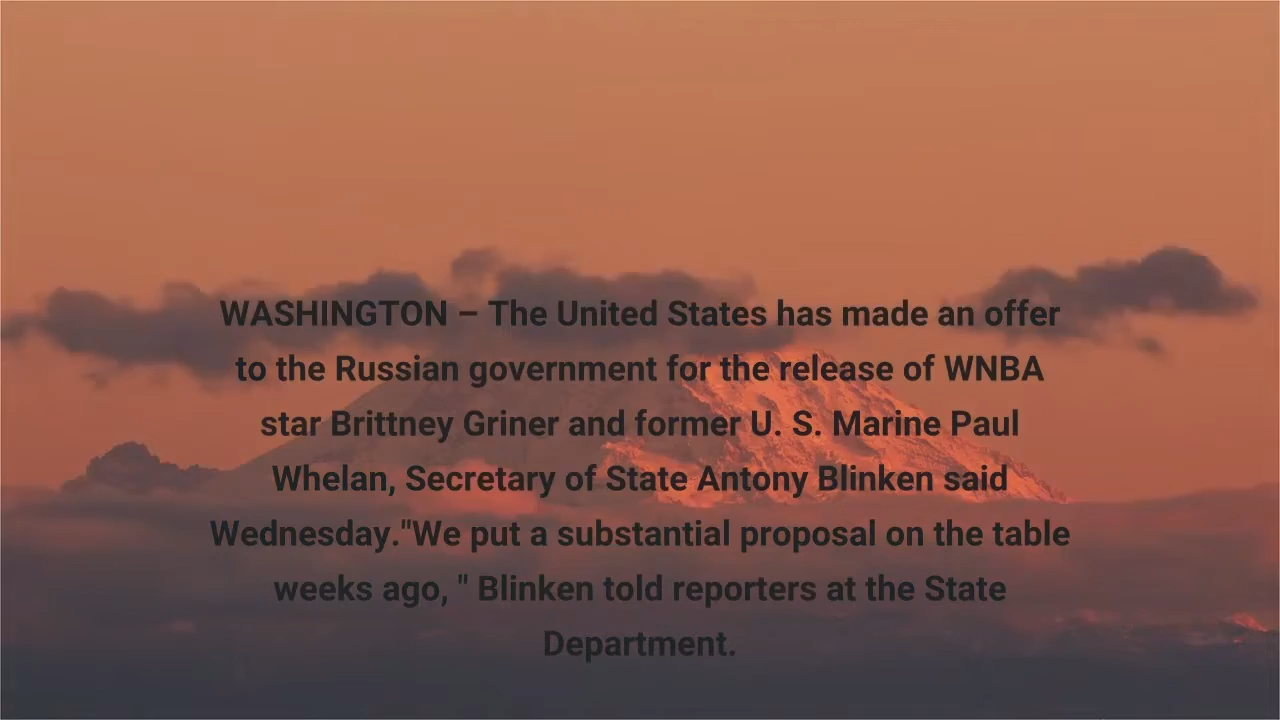 WASHINGTON – The United States has made an offer
to the Russian government for the release of WNBA
star Brittney Griner and former U. S. Marine Paul
Whelan, Secretary of State Antony Blinken said
Wednesday."We put a substantial proposal on the table
weeks ago, " Blinken told reporters at the State
Department.